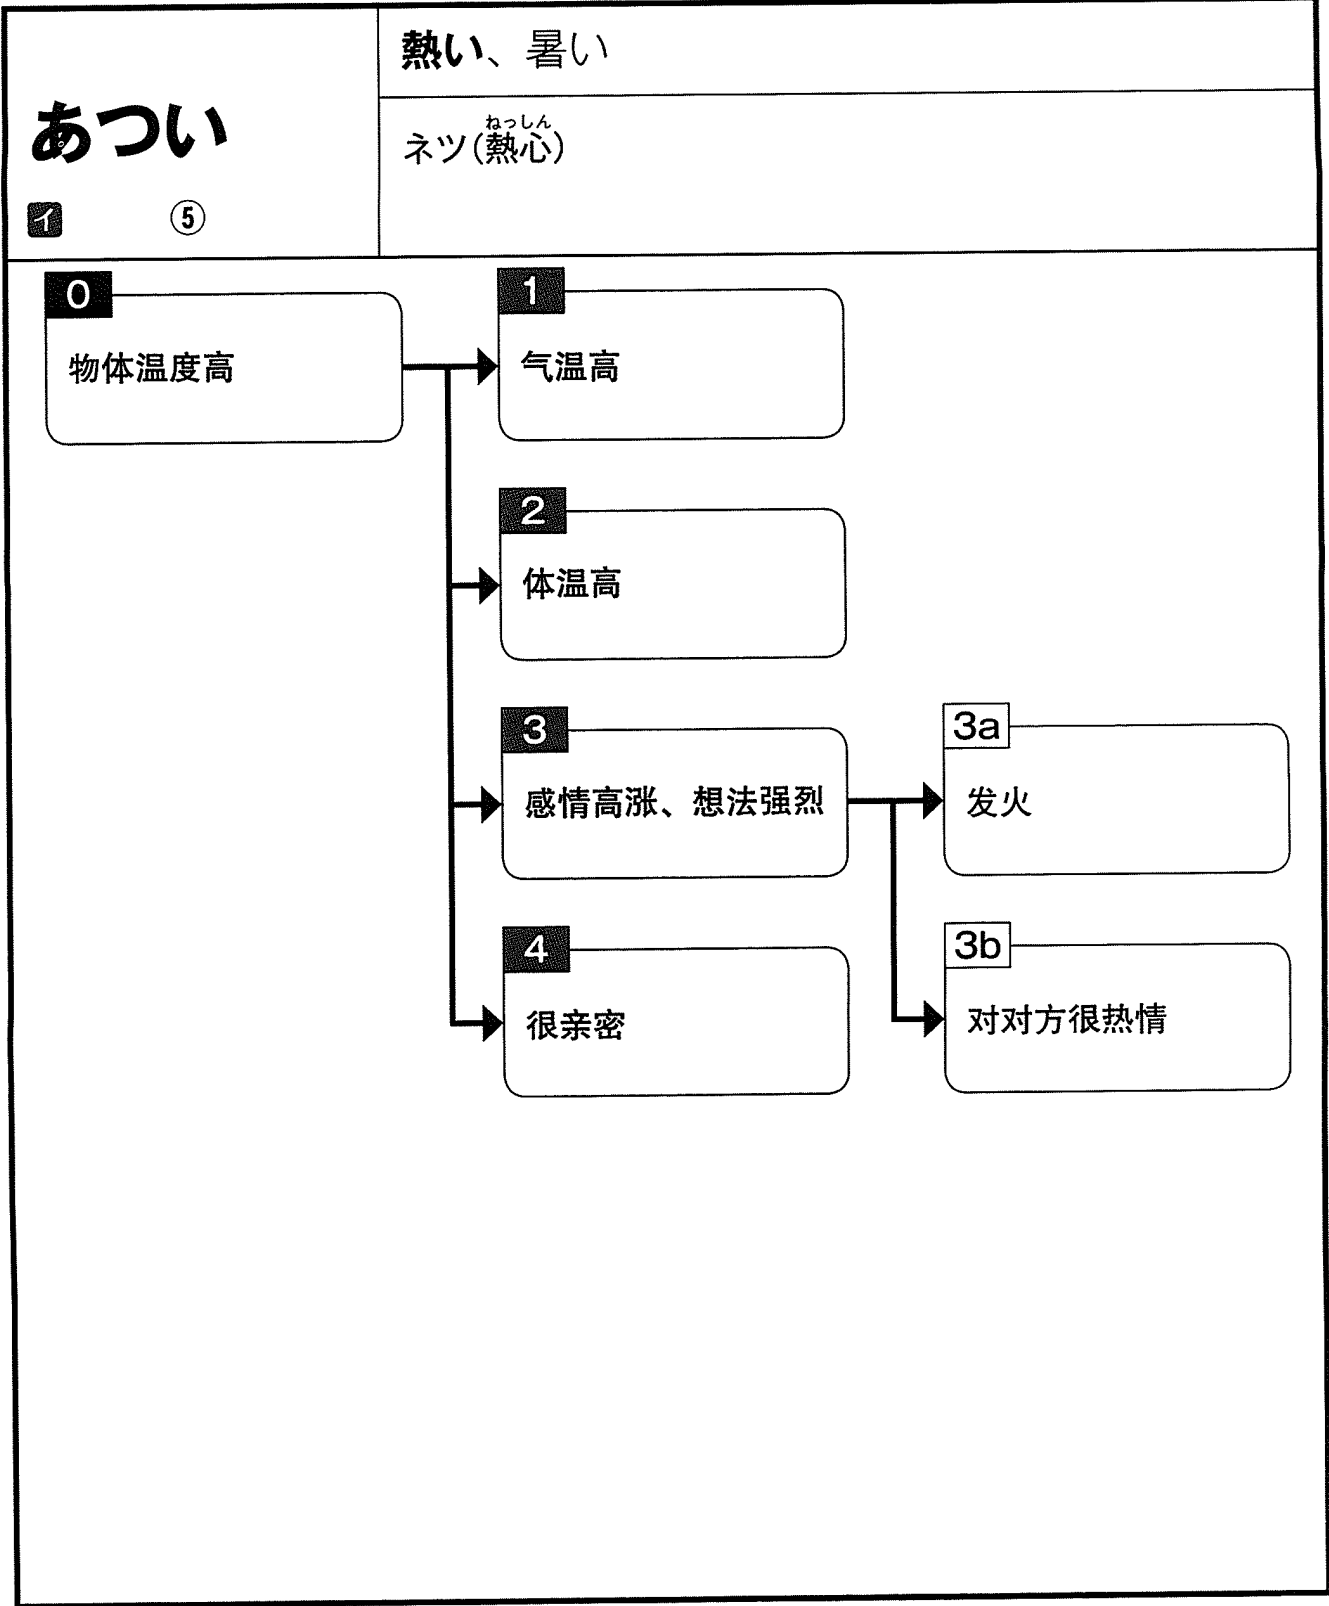 熱い、暑い
あつい
ネツ(熱心)
ねっしん
イ ⑤
0
物体温度高
1
气温高
2
体温高
3
感情高涨、想法强烈
3a
发火
4
很亲密
3b
对对方很热情